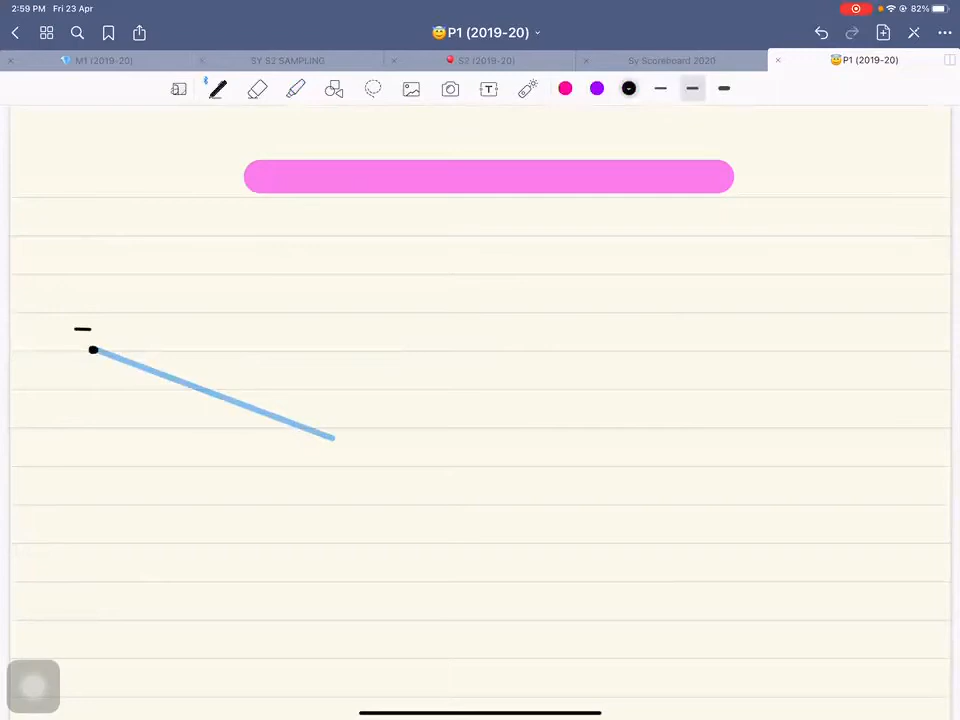 2:59 PM Fri 23 Apr
82%
😇P1 (2019-20)
💎 M1 (2019-20)
SY S2 SAMPLING
S2 (2019-20)
Sy Scoreboard 2020
😇P1 (2019-20)
T